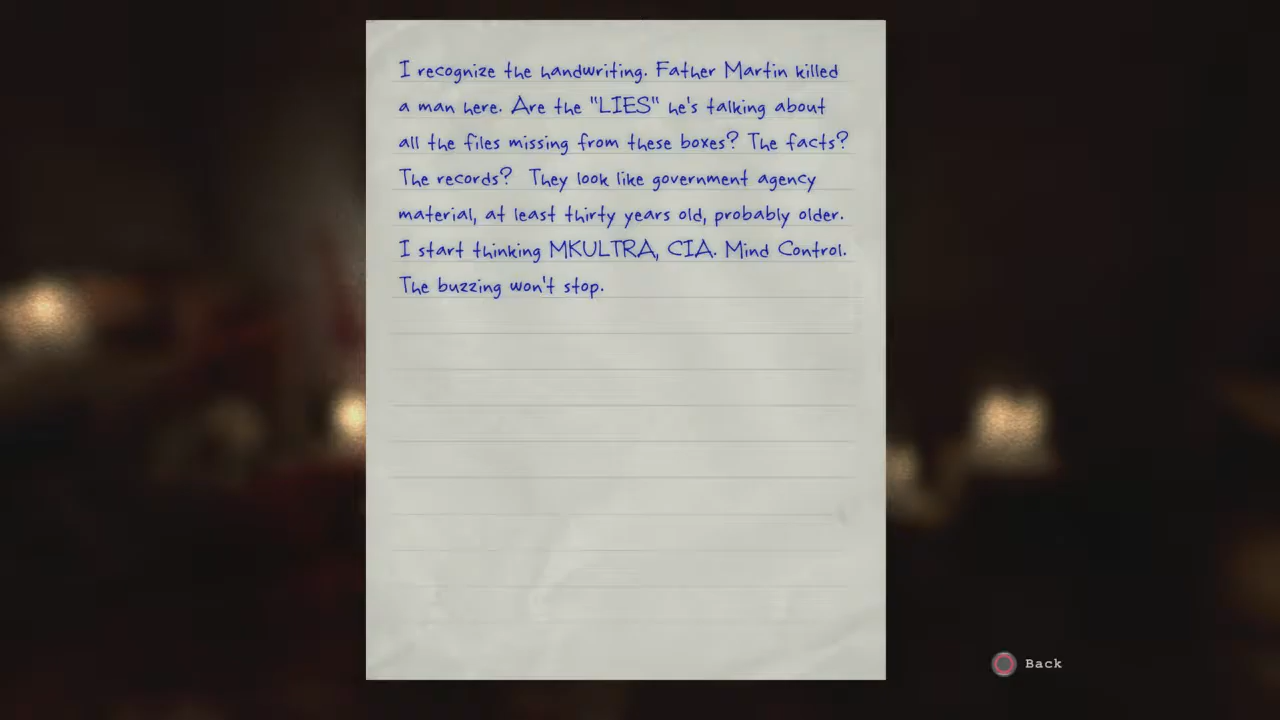 I recognize the handwriting. Father Martin killed
a man here. Are the "LIES" he's talking about
all the files missing from these boxes? The facts?
The records?  They look like government agency
material, at least thirty years old, probably older.
I start thinking MKULTRA, CIA. Mind Control.
The buzzing won't stop.
Back